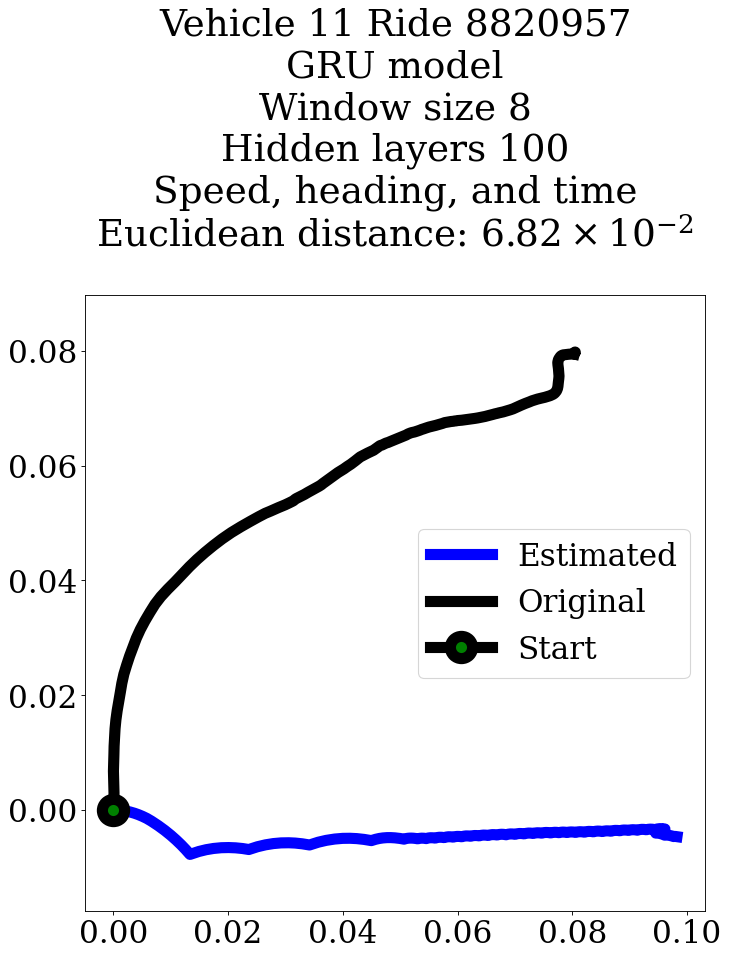 Vehicle 11 Ride 8820957
GRU model
Window size 8
Hidden layers 100
Speed, heading, and time
Euclidean distance: 6.82 × 10⁻²
0.08
0.06
0.04
0.02
0.00
Estimated
Original
Start
0.00 0.02 0.04 0.06 0.08 0.10